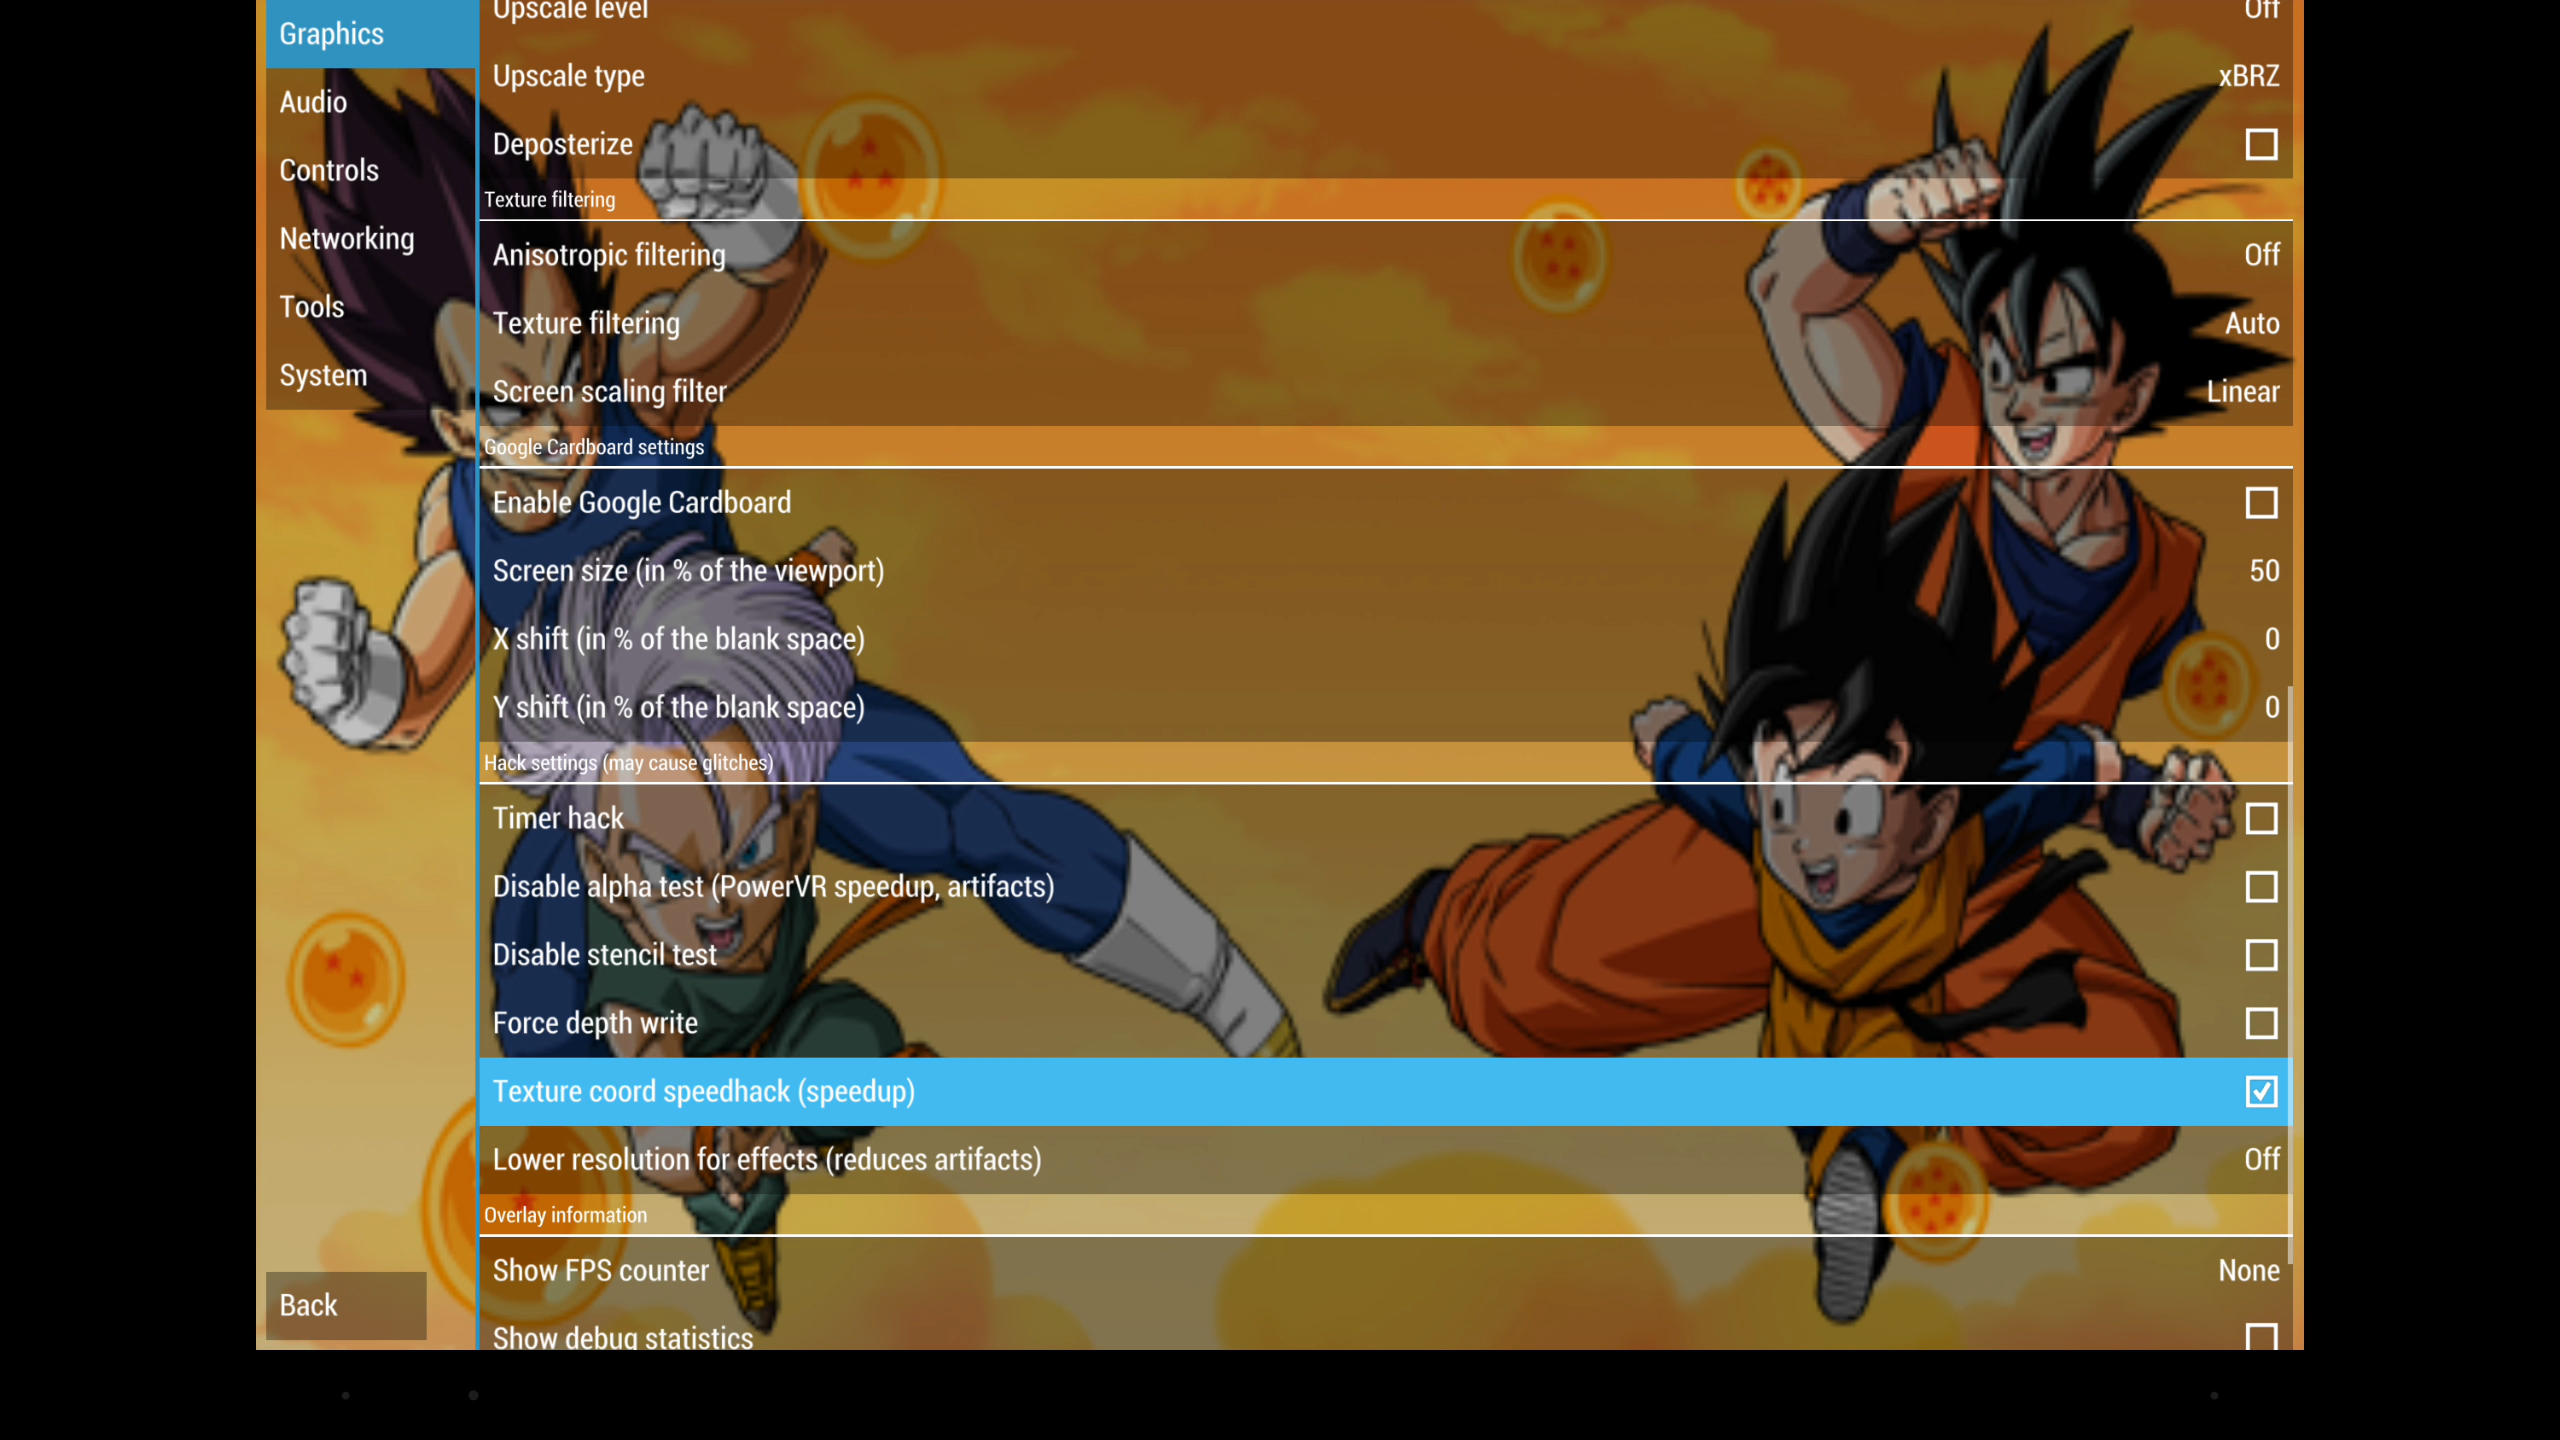 Graphics
Audio
Controls
Networking
Tools
System
Back
Upscale level Off
Upscale type xBRZ
Deposterize
Texture filtering
Anisotropic filtering Off
Texture filtering Auto
Screen scaling filter Linear
Google Cardboard settings
Enable Google Cardboard
Screen size (in % of the viewport) 50
X shift (in % of the blank space) 0
Y shift (in % of the blank space) 0
Hack settings (may cause glitches)
Timer hack
Disable alpha test (PowerVR speedup, artifacts)
Disable stencil test
Force depth write
Texture coord speedhack (speedup)
Lower resolution for effects (reduces artifacts) Off
Overlay information
Show FPS counter None
Show debug statistics